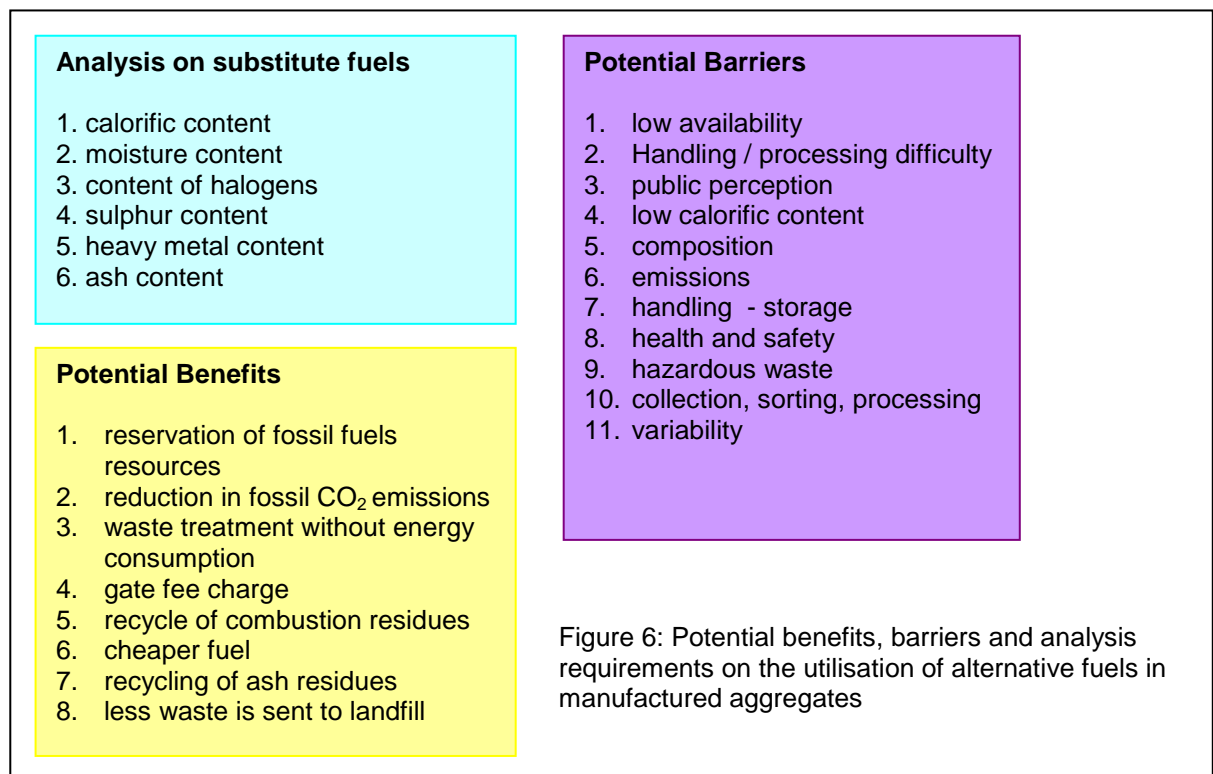 Analysis on substitute fuels
1. calorific content
2. moisture content
3. content of halogens
4. sulphur content
5. heavy metal content
6. ash content
Potential Benefits
1. reservation of fossil fuels
resources
2. reduction in fossil CO₂ emissions
3. waste treatment without energy
consumption
4. gate fee charge
5. recycle of combustion residues
6. cheaper fuel
7. recycling of ash residues
8. less waste is sent to landfill
Potential Barriers
1. low availability
2. Handling / processing difficulty
3. public perception
4. low calorific content
5. composition
6. emissions
7. handling - storage
8. health and safety
9. hazardous waste
10. collection, sorting, processing
11. variability
Figure 6: Potential benefits, barriers and analysis
requirements on the utilisation of alternative fuels in
manufactured aggregates